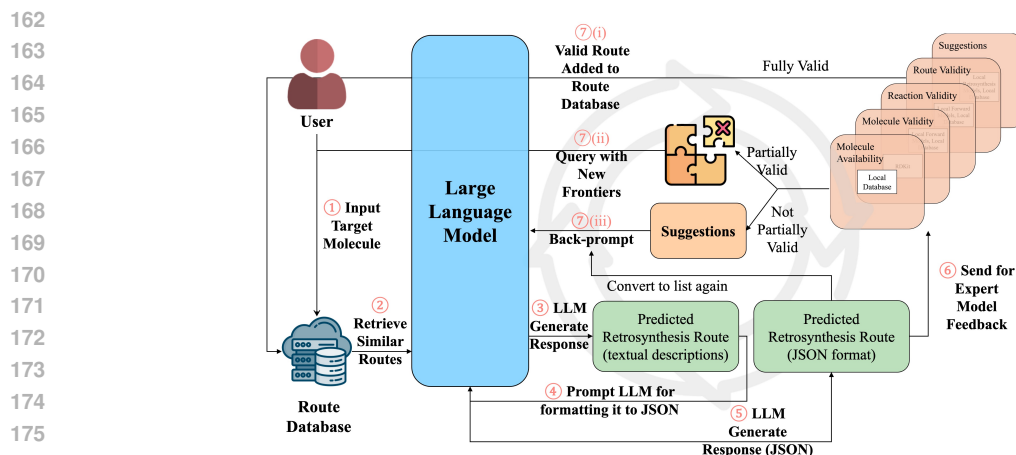 162
163
164
165
166
167
168
169
170
171
172
173
174
175
User
① Input
Target
Molecule
Route
Database
②
Retrieve
Similar
Routes
Large
Language
Model
③ LLM
Generate
Response
Predicted
Retrosynthesis Route
(textual descriptions)
④ Prompt LLM for
formatting it to JSON
⑤ LLM
Generate
Response (JSON)
Predicted
Retrosynthesis Route
(JSON format)
Convert to list again
⑥ Send for
Expert
Model
Feedback
Suggestions
Route Validity
Reaction Validity
Molecule Validity
Molecule
Availability
Local
Database
Fully Valid
Partially
Valid
Not
Partially
Valid
Suggestions
⑦(i)
Valid Route
Added to
Route
Database
⑦(ii)
Query with
New
Frontiers
⑦(iii)
Back-prompt